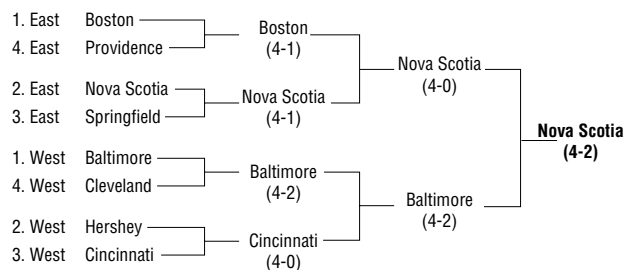 1. East Boston
4. East Providence
Boston
(4-1)
2. East Nova Scotia
3. East Springfield
Nova Scotia
(4-1)
Nova Scotia
(4-0)
1. West Baltimore
4. West Cleveland
Baltimore
(4-2)
2. West Hershey
3. West Cincinnati
Cincinnati
(4-0)
Baltimore
(4-2)
Nova Scotia
(4-2)